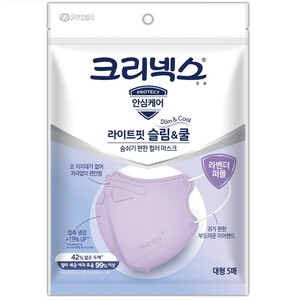 유한킴벌리
크리넥스
PROTECT
안심케어
Slim & Cool
라이트핏 슬림&쿨
숨쉬기 편한 컬러 마스크
라벤더
퍼플
코 지지대가 없어
자극없이 편안함
접촉 냉감
+19% UP
귀가 편한
부드러운 이어밴드
42% 얇은 두께
99% 이상
대형 5매